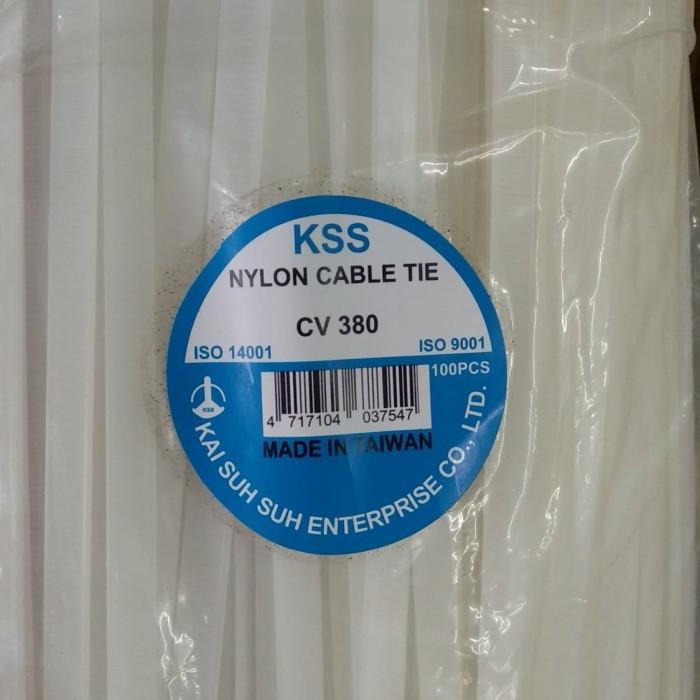 KSS
NYLON CABLE TIE
CV 380
ISO 14001
ISO 9001
100PCS
4 717104 037547
KSS
MADE IN TAIWAN
KAI SUH SUH ENTERPRISE CO., LTD.